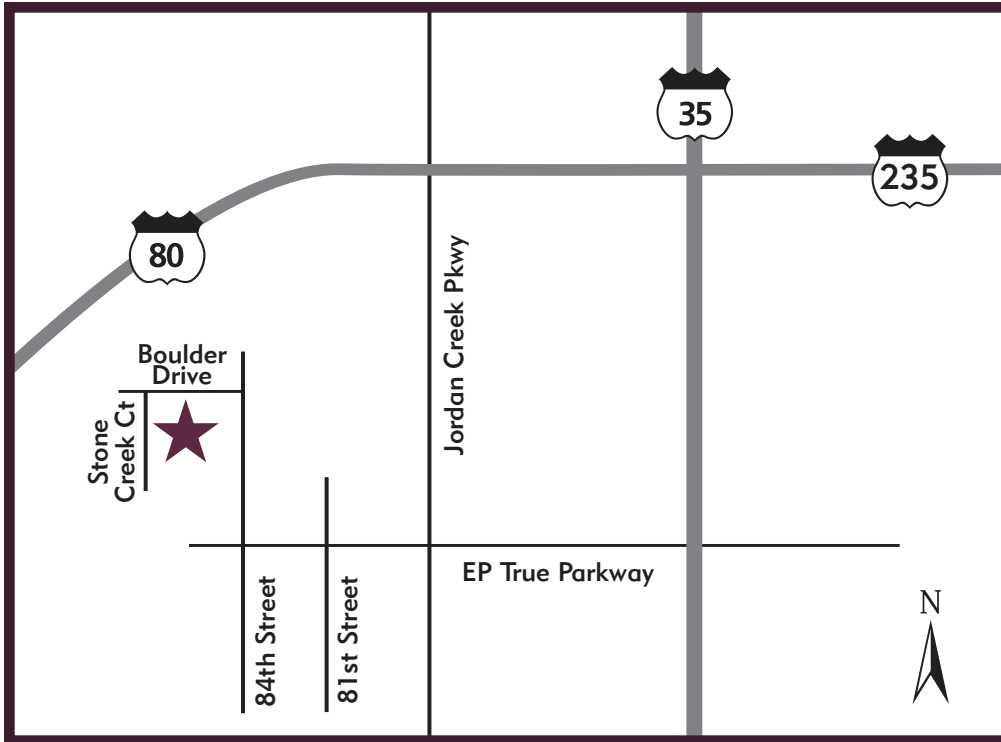 35
235
80
Jordan Creek Pkwy
Boulder
Drive
Stone
Creek Ct
EP True Parkway
84th Street
81st Street
N